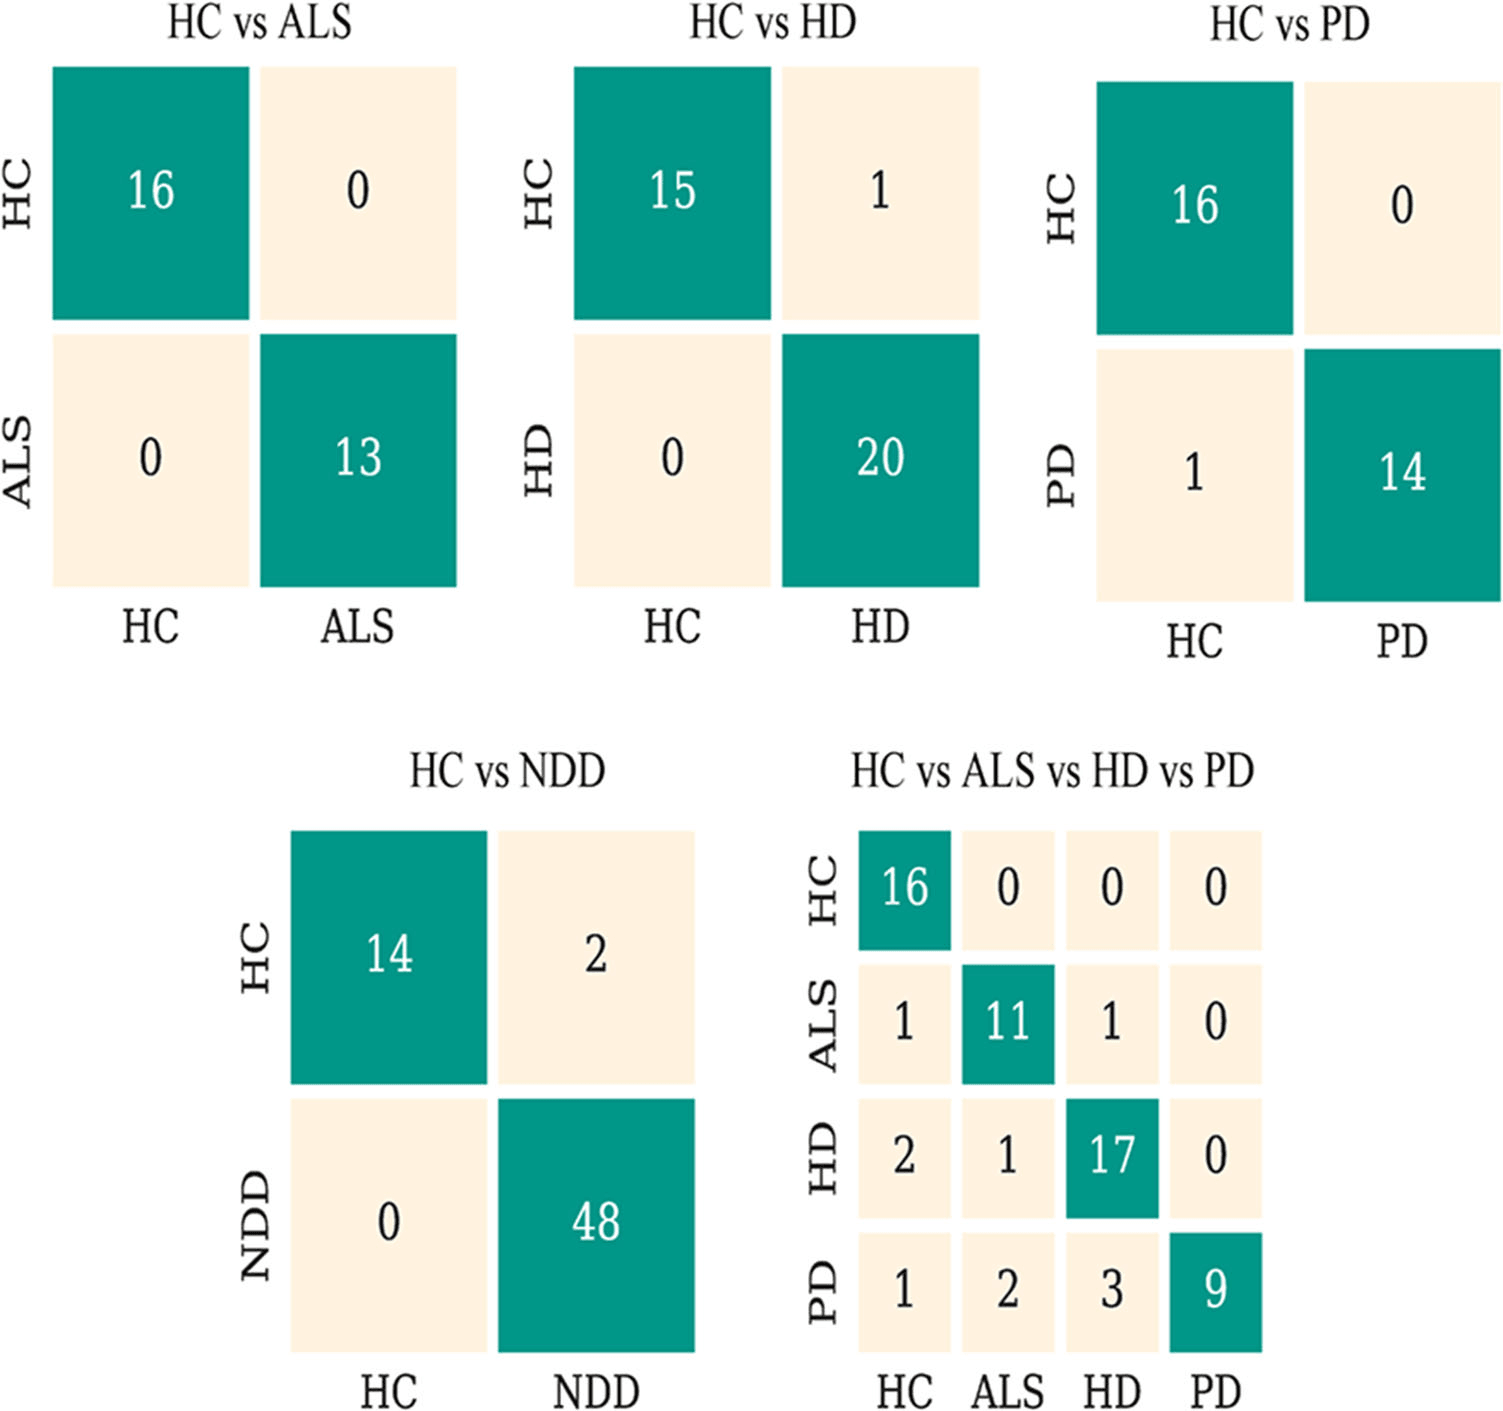 HC vs ALS
HC 16 0
ALS 0 13
HC ALS
HC vs HD
HC 15 1
HD 0 20
HC HD
HC vs PD
HC 16 0
PD 1 14
HC PD
HC vs NDD
HC 14 2
NDD 0 48
HC NDD
HC vs ALS vs HD vs PD
HC 16 0 0 0
ALS 1 11 1 0
HD 2 1 17 0
PD 1 2 3 9
HC ALS HD PD